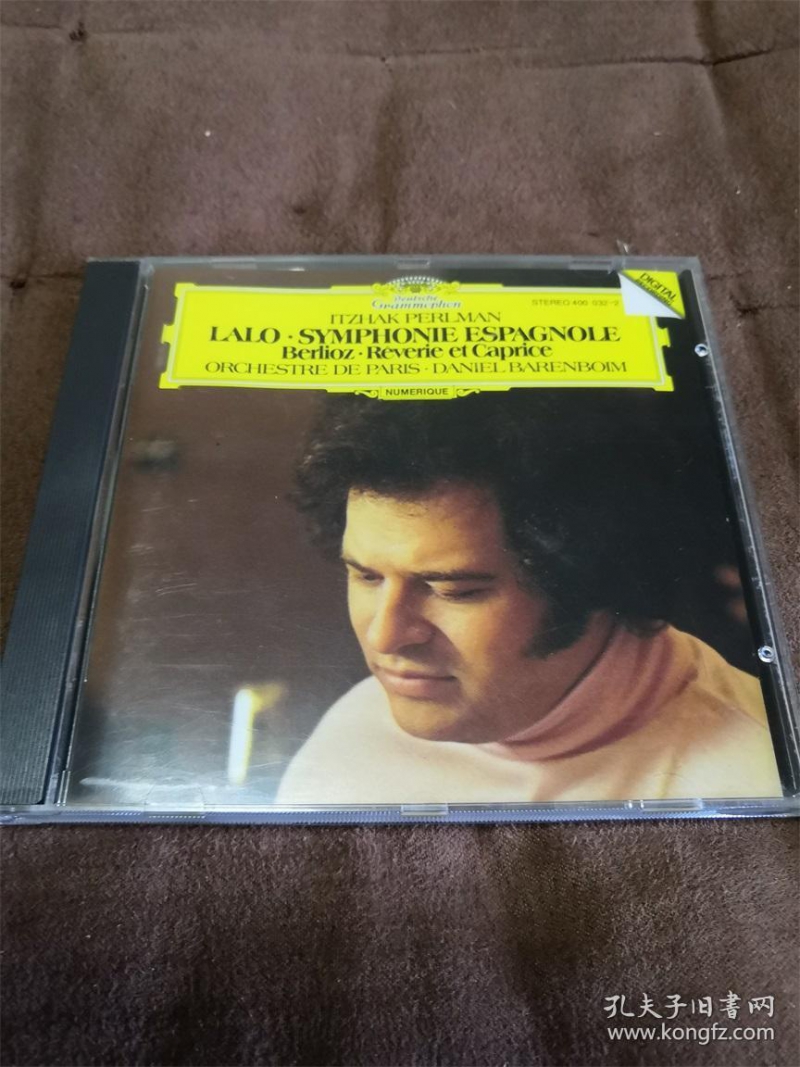 Deutsche
Grammophon
STEREO 400 032-2
DIGITAL
ITZHAK PERLMAN
LALO · SYMPHONIE ESPAGNOLE
Berlioz · Rêverie et Caprice
ORCHESTRE DE PARIS · DANIEL BARENBOIM
NUMERIQUE
孔夫子旧书网
www.kongfz.com